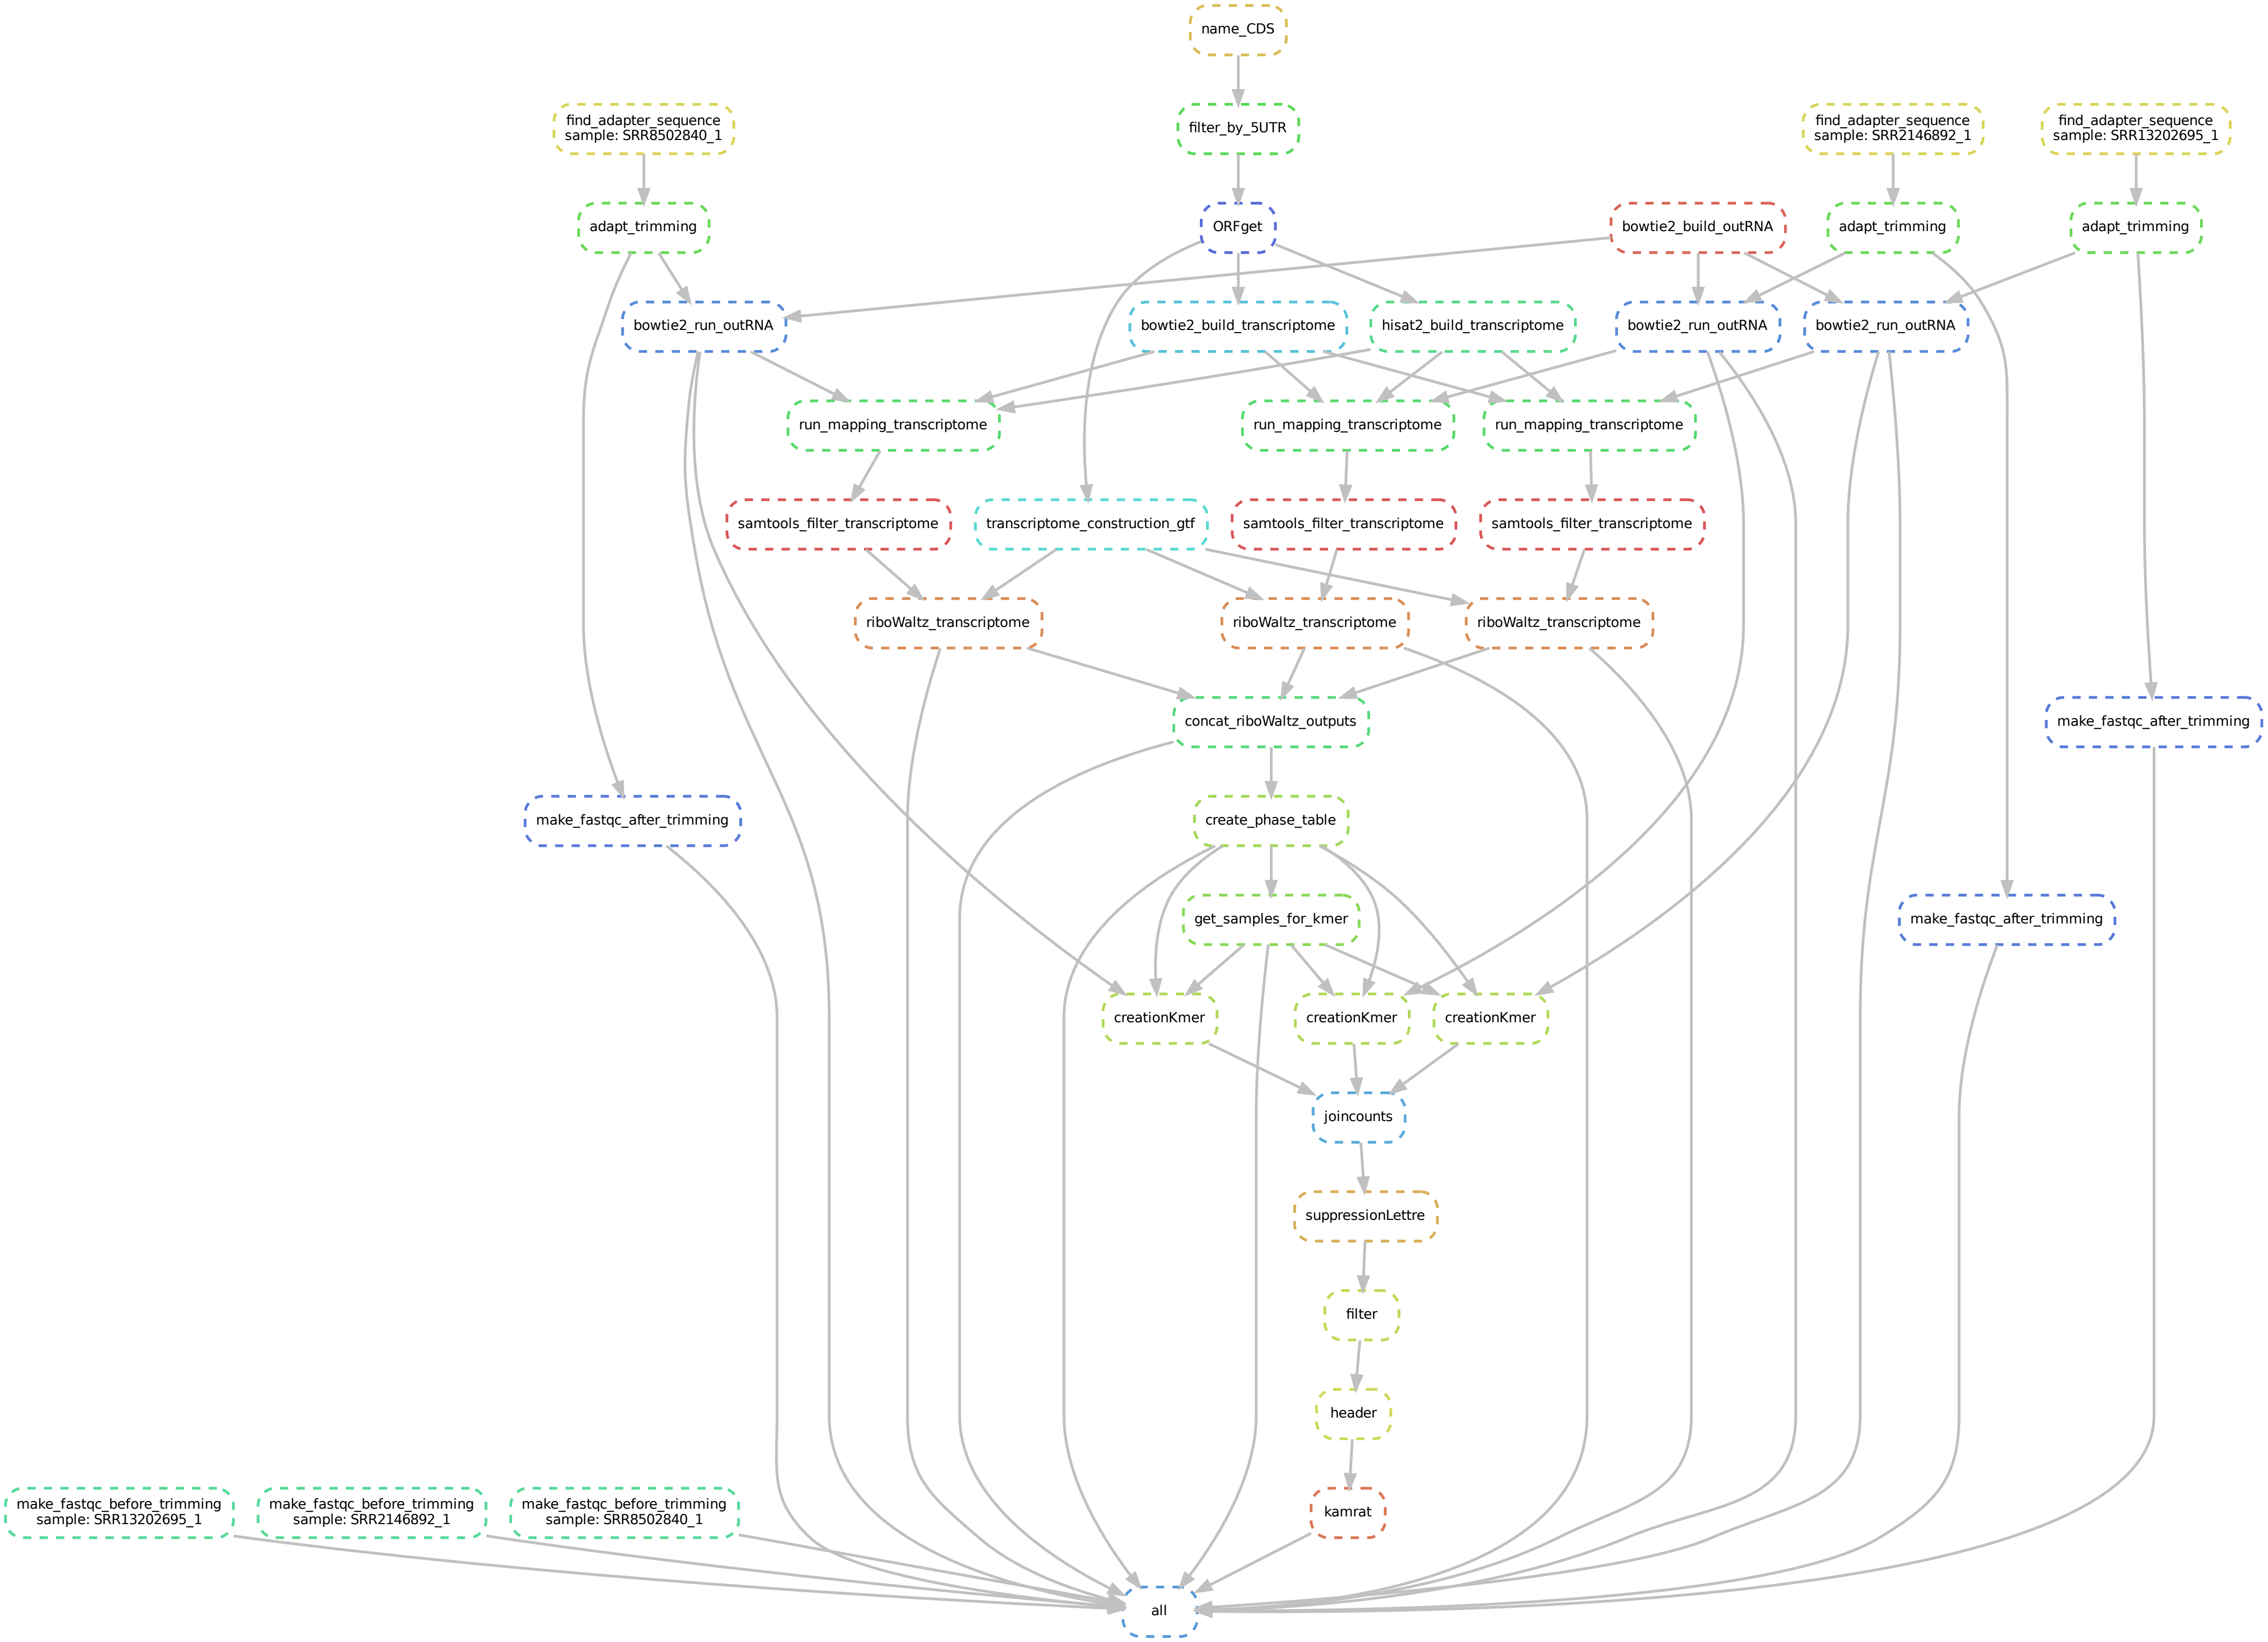 name_CDS
find_adapter_sequence
sample: SRR8502840_1
filter_by_5UTR
find_adapter_sequence
sample: SRR2146892_1
find_adapter_sequence
sample: SRR13202695_1
adapt_trimming
ORFget
bowtie2_build_outRNA
adapt_trimming
adapt_trimming
bowtie2_run_outRNA
bowtie2_build_transcriptome
hisat2_build_transcriptome
bowtie2_run_outRNA
bowtie2_run_outRNA
run_mapping_transcriptome
run_mapping_transcriptome
run_mapping_transcriptome
samtools_filter_transcriptome
transcriptome_construction_gtf
samtools_filter_transcriptome
samtools_filter_transcriptome
riboWaltz_transcriptome
riboWaltz_transcriptome
riboWaltz_transcriptome
concat_riboWaltz_outputs
make_fastqc_after_trimming
make_fastqc_after_trimming
create_phase_table
get_samples_for_kmer
make_fastqc_after_trimming
creationKmer
creationKmer
creationKmer
joincounts
suppressionLettre
filter
header
make_fastqc_before_trimming
sample: SRR13202695_1
make_fastqc_before_trimming
sample: SRR2146892_1
make_fastqc_before_trimming
sample: SRR8502840_1
kamrat
all